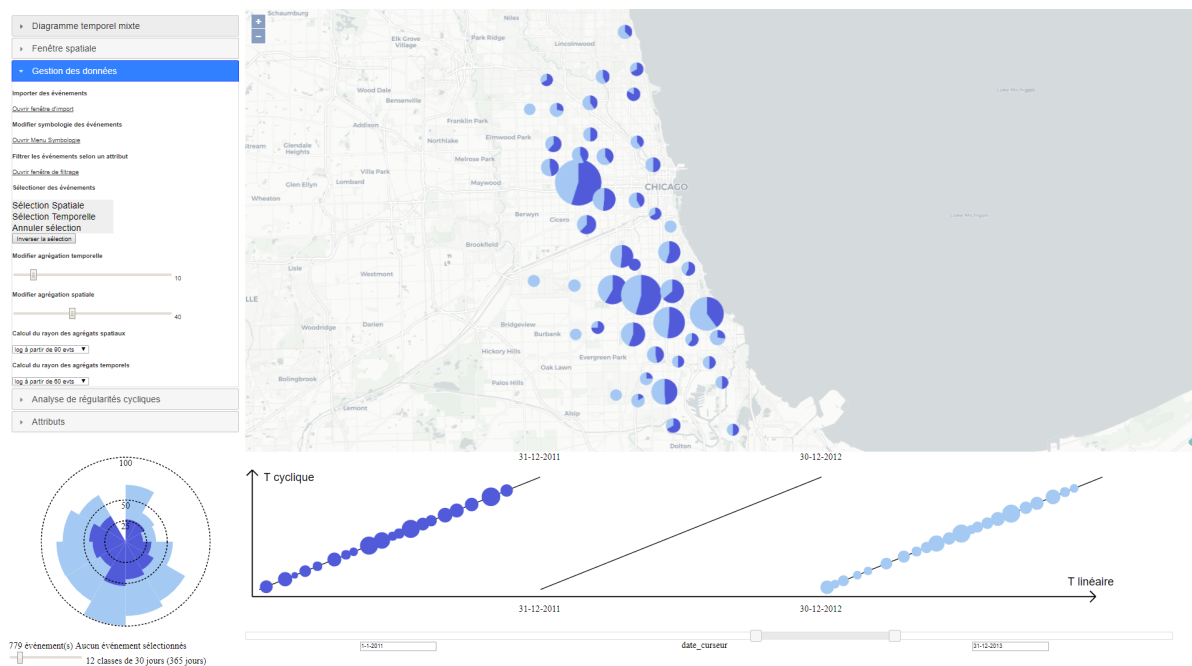 Diagramme temporel mixte
Fenêtre spatiale
Gestion des données
Importer des événements
Ouvrir fenêtre d'import
Modifier symbologie des événements
Ouvrir Menu Symbologie
Filtrer les événements selon un attribut
Ouvrir fenêtre de filtrage
Sélectioner des événements
Sélection Spatiale
Sélection Temporelle
Annuler sélection
Inverser la sélection
Modifier agrégation temporelle
10
Modifier agrégation spatiale
40
Calcul du rayon des agrégats spatiaux
log à partir de 90 evts
Calcul du rayon des agrégats temporels
log à partir de 60 evts
Analyse de régularités cycliques
Attributs
+
−
Schaumburg
Niles
Elk Grove
Village
Park Ridge
Lincolnwood
Wood Dale
Bensenville
Franklin Park
Addison
Northlake
Elmwood Park
Glendale
Heights
Melrose Park
Villa Park
Glen Ellyn
Lombard
Maywood
CHICAGO
Wheaton
Berwyn
Cicero
Brookfield
Lisle
Westmont
Woodridge
Darien
Bridgeview
Burbank
Hickory Hills
Evergreen Park
Oak Lawn
Bolingbrook
Palos Hills
Lemont
Alsip
Dolton
Lake Michigan
100
50
25
779 événement(s) Aucun événement sélectionnés
12 classes de 30 jours (365 jours)
31-12-2011
30-12-2012
T cyclique
T linéaire
31-12-2011
30-12-2012
1-1-2011
date_curseur
31-12-2013